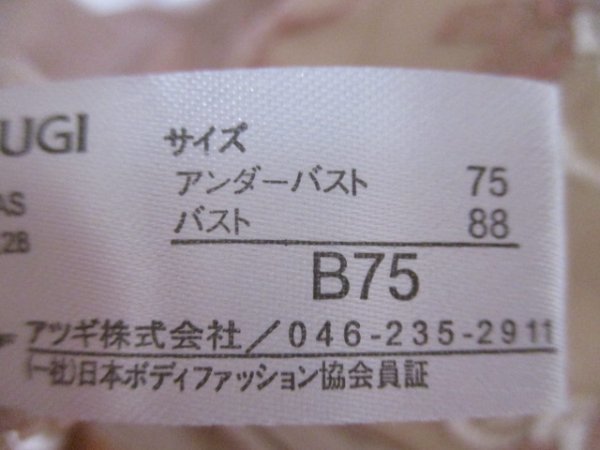 UGI
AS
2B
サイズ
アンダーバスト 75
バスト 88
B75
アツギ株式会社/046-235-2911
(一社)日本ボディファッション協会員証